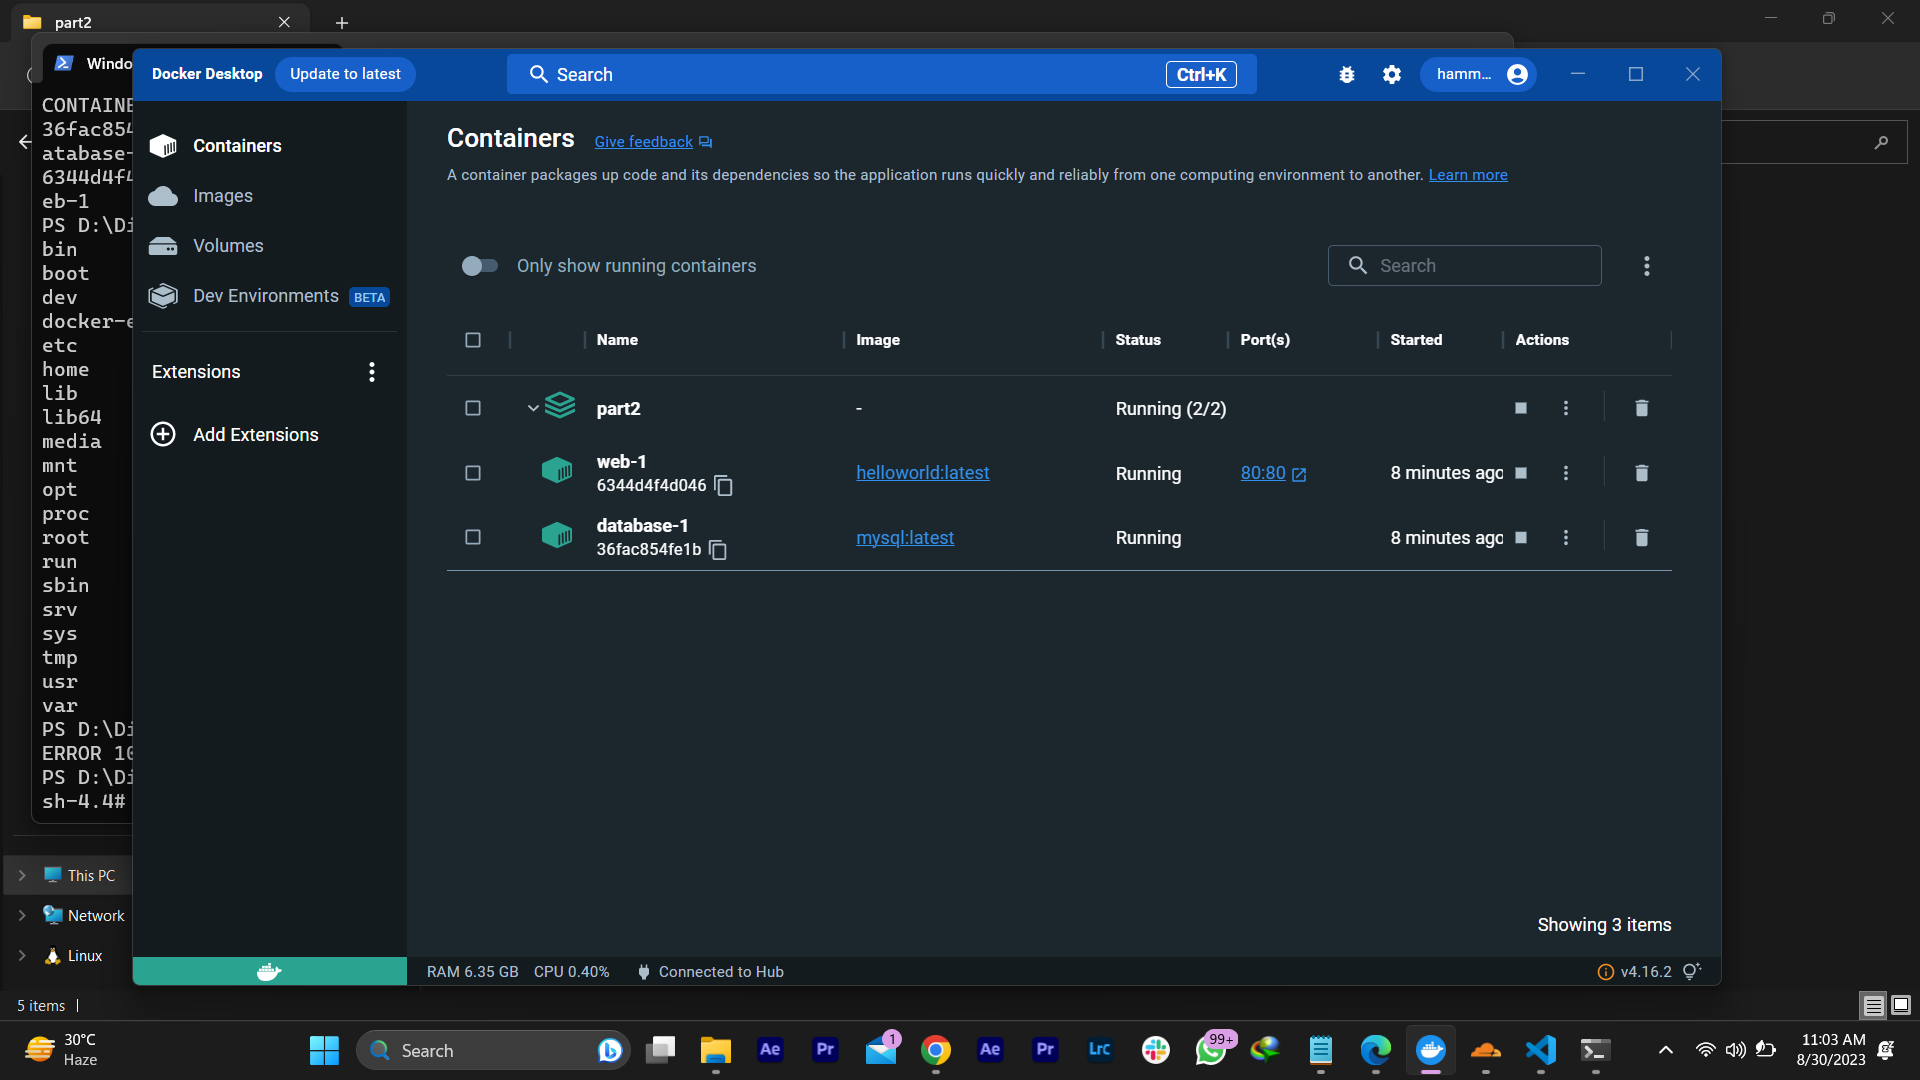 part2
Windo
Docker Desktop
Update to latest
Search
Ctrl+K
hamm...
CONTAINE
36fac854
atabase-
6344d4f4
eb-1
PS D:\Di
bin
boot
dev
docker-e
etc
home
lib
lib64
media
mnt
opt
proc
root
run
sbin
srv
sys
tmp
usr
var
PS D:\Di
ERROR 10
PS D:\Di
sh-4.4#
Containers
Images
Volumes
Dev Environments BETA
Extensions
Add Extensions
Containers Give feedback
A container packages up code and its dependencies so the application runs quickly and reliably from one computing environment to another. Learn more
Only show running containers
Search
Name Image Status Port(s) Started Actions
part2 - Running (2/2)
web-1
6344d4f4d046
helloworld:latest Running 80:80 8 minutes ago
database-1
36fac854fe1b
mysql:latest Running 8 minutes ago
Showing 3 items
RAM 6.35 GB CPU 0.40% Connected to Hub v4.16.2
This PC
Network
Linux
5 items
30°C
Haze
Search
Ae
Pr
1
Ae
Pr
Lrc
99+
11:03 AM
8/30/2023